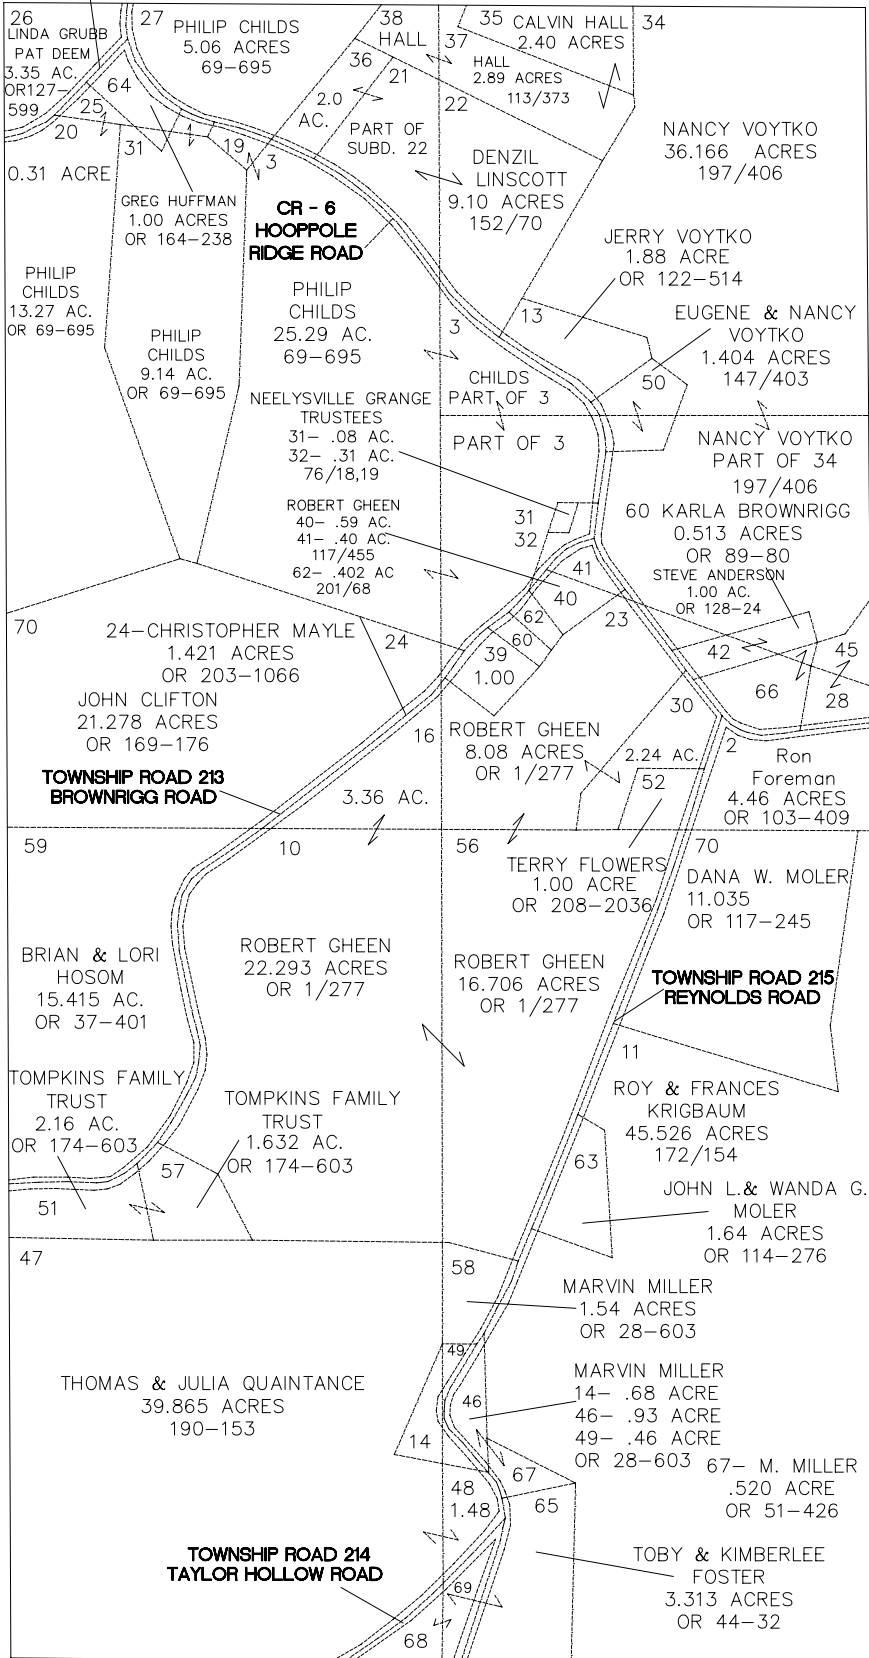 26
27
LINDA GRUBB
PAT DEEM
3.35 AC.
OR127-
599
PHILIP CHILDS
5.06 ACRES
69-695
38
HALL
37
35
CALVIN HALL
2.40 ACRES
34
36
21
HALL
2.89 ACRES
113/373
64
25
20
31
19
3
2.0
AC.
PART OF
SUBD. 22
22
DENZIL
LINSCOTT
9.10 ACRES
152/70
NANCY VOYTKO
36.166 ACRES
197/406
0.31 ACRE
GREG HUFFMAN
1.00 ACRES
OR 164-238
CR - 6
HOOPPOLE
RIDGE ROAD
JERRY VOYTKO
1.88 ACRE
OR 122-514
PHILIP
CHILDS
13.27 AC.
OR 69-695
PHILIP
CHILDS
9.14 AC.
OR 69-695
PHILIP
CHILDS
25.29 AC.
69-695
3
13
EUGENE & NANCY
VOYTKO
1.404 ACRES
147/403
50
CHILDS
PART OF 3
NEELYSVILLE GRANGE
TRUSTEES
31- .08 AC.
32- .31 AC.
76/18,19
PART OF 3
NANCY VOYTKO
PART OF 34
197/406
ROBERT GHEEN
40- .59 AC.
41- .40 AC.
117/455
62- .402 AC
201/68
31
32
60 KARLA BROWNRIGG
0.513 ACRES
OR 89-80
STEVE ANDERSON
1.00 AC.
OR 128-24
41
40
23
62
60
39
1.00
42
45
66
28
70
24-CHRISTOPHER MAYLE
1.421 ACRES
OR 203-1066
24
JOHN CLIFTON
21.278 ACRES
OR 169-176
16
30
2
ROBERT GHEEN
8.08 ACRES
OR 1/277
2.24 AC.
52
Ron
Foreman
4.46 ACRES
OR 103-409
TOWNSHIP ROAD 213
BROWNRIGG ROAD
3.36 AC.
59
10
56
70
TERRY FLOWERS
1.00 ACRE
OR 208-2036
DANA W. MOLER
11.035
OR 117-245
BRIAN & LORI
HOSOM
15.415 AC.
OR 37-401
ROBERT GHEEN
22.293 ACRES
OR 1/277
ROBERT GHEEN
16.706 ACRES
OR 1/277
TOWNSHIP ROAD 215
REYNOLDS ROAD
11
TOMPKINS FAMILY
TRUST
2.16 AC.
OR 174-603
TOMPKINS FAMILY
TRUST
1.632 AC.
OR 174-603
57
51
ROY & FRANCES
KRIGBAUM
45.526 ACRES
172/154
63
JOHN L.& WANDA G.
MOLER
1.64 ACRES
OR 114-276
47
58
MARVIN MILLER
1.54 ACRES
OR 28-603
49
THOMAS & JULIA QUAINTANCE
39.865 ACRES
190-153
46
14
MARVIN MILLER
14- .68 ACRE
46- .93 ACRE
49- .46 ACRE
OR 28-603
67- M. MILLER
.520 ACRE
OR 51-426
67
48
1.48
65
TOWNSHIP ROAD 214
TAYLOR HOLLOW ROAD
TOBY & KIMBERLEE
FOSTER
3.313 ACRES
OR 44-32
69
68